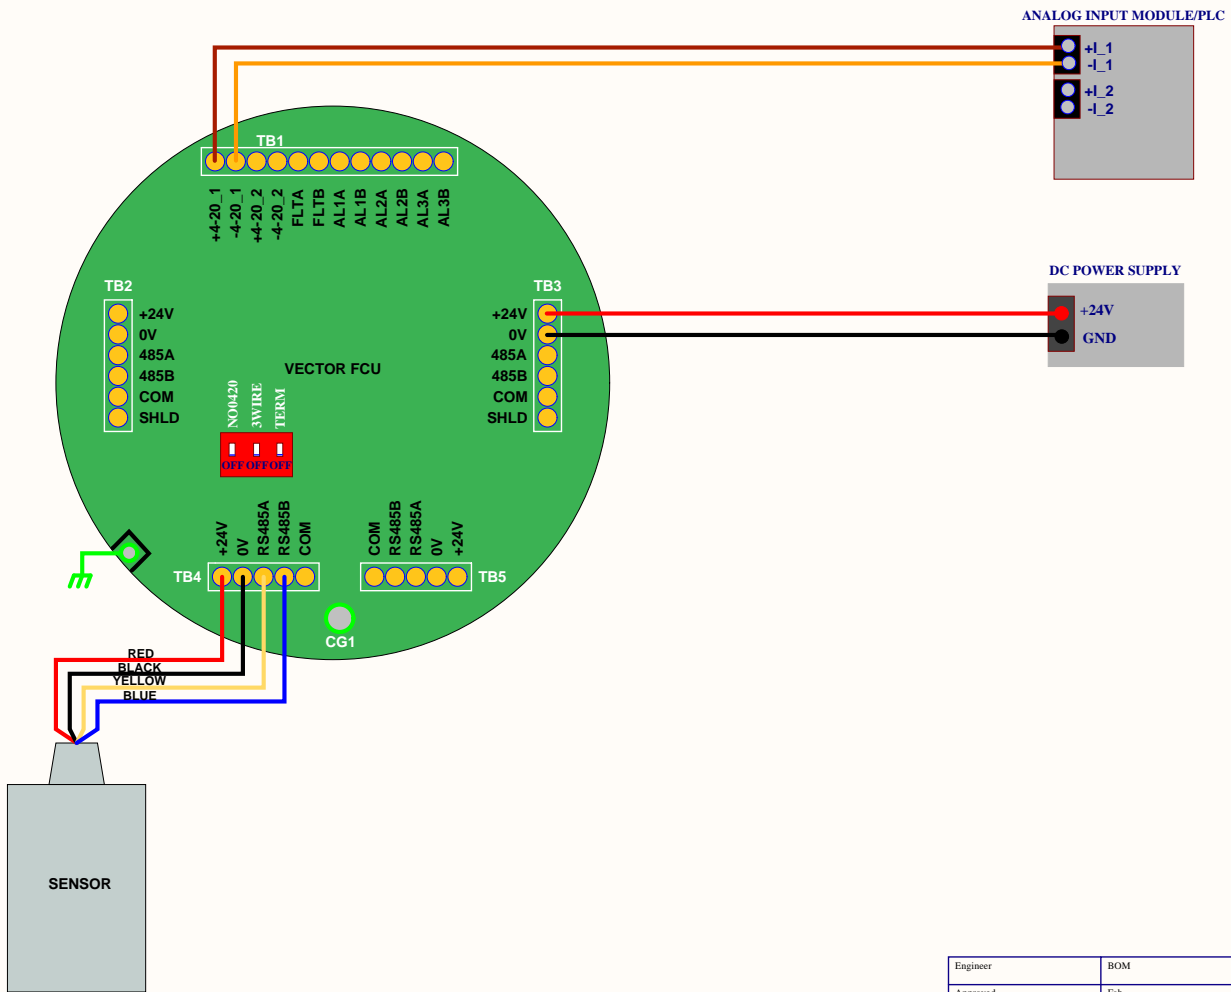 ANALOG INPUT MODULE/PLC
+I_1
-I_1
+I_2
-I_2
TB1
+4-20_1
-4-20_1
+4-20_2
-4-20_2
FLTA
FLTB
AL1A
AL1B
AL2A
AL2B
AL3A
AL3B
DC POWER SUPPLY
+24V
GND
TB2
+24V
0V
485A
485B
COM
SHLD
TB3
+24V
0V
485A
485B
COM
SHLD
VECTOR FCU
NO0420
3WIRE
TERM
OFF OFF OFF
+24V
0V
RS485A
RS485B
COM
TB4
COM
RS485B
RS485A
0V
+24V
TB5
CG1
RED
BLACK
YELLOW
BLUE
SENSOR
Engineer
BOM